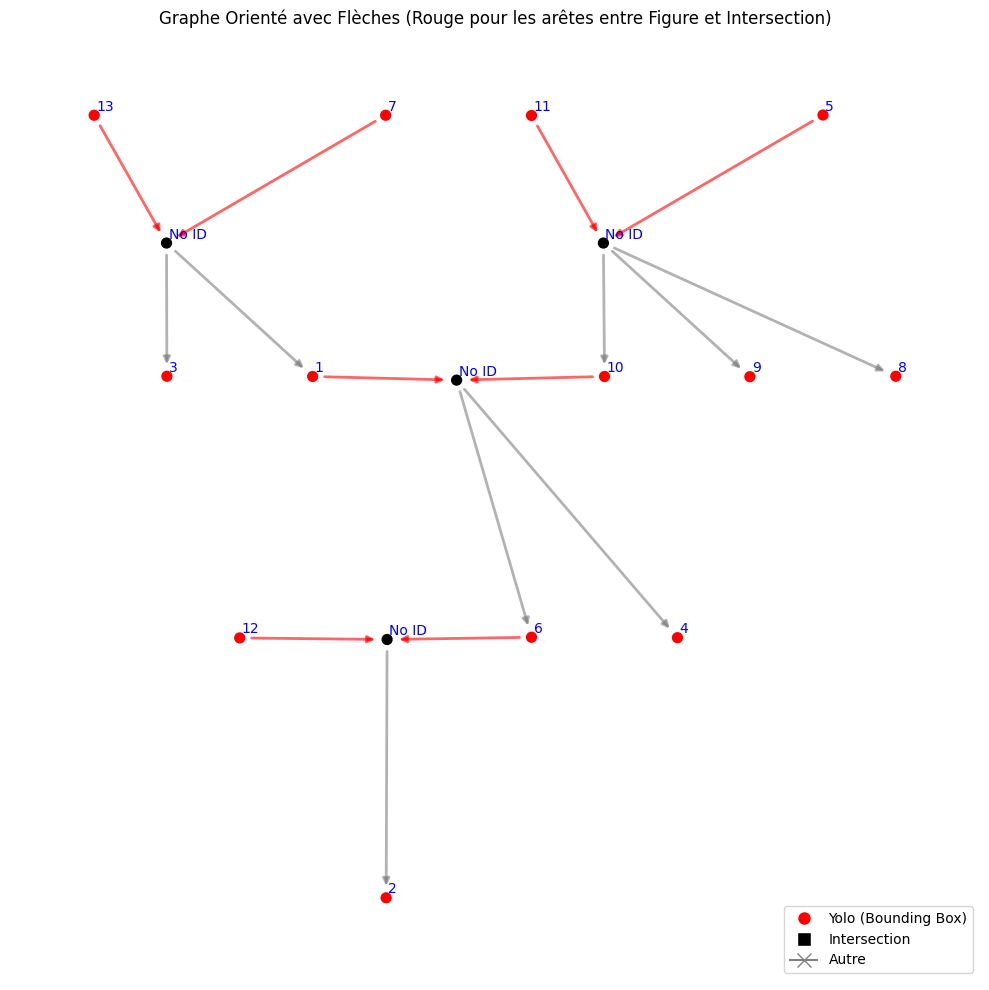 Graphe Orienté avec Flèches (Rouge pour les arêtes entre Figure et Intersection)
13
7
11
5
No ID
No ID
3
1
No ID
10
9
8
12
No ID
6
4
2
Yolo (Bounding Box)
Intersection
Autre